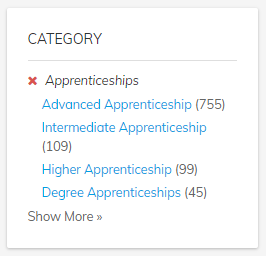 CATEGORY
✖ Apprenticeships
Advanced Apprenticeship (755)
Intermediate Apprenticeship
(109)
Higher Apprenticeship (99)
Degree Apprenticeships (45)
Show More »